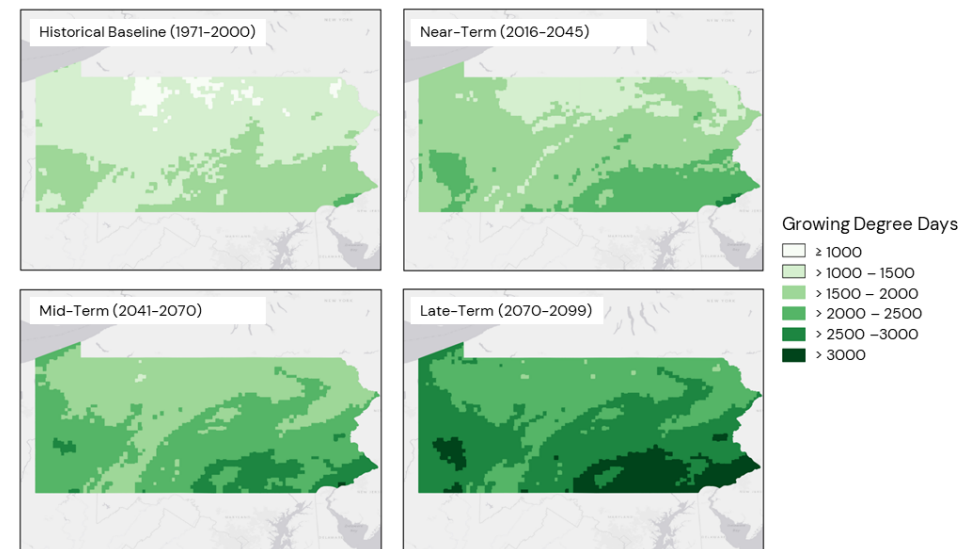 Historical Baseline (1971-2000)
Near-Term (2016-2045)
Mid-Term (2041-2070)
Late-Term (2070-2099)
Growing Degree Days
≥ 1000
> 1000 – 1500
> 1500 – 2000
> 2000 – 2500
> 2500 –3000
> 3000